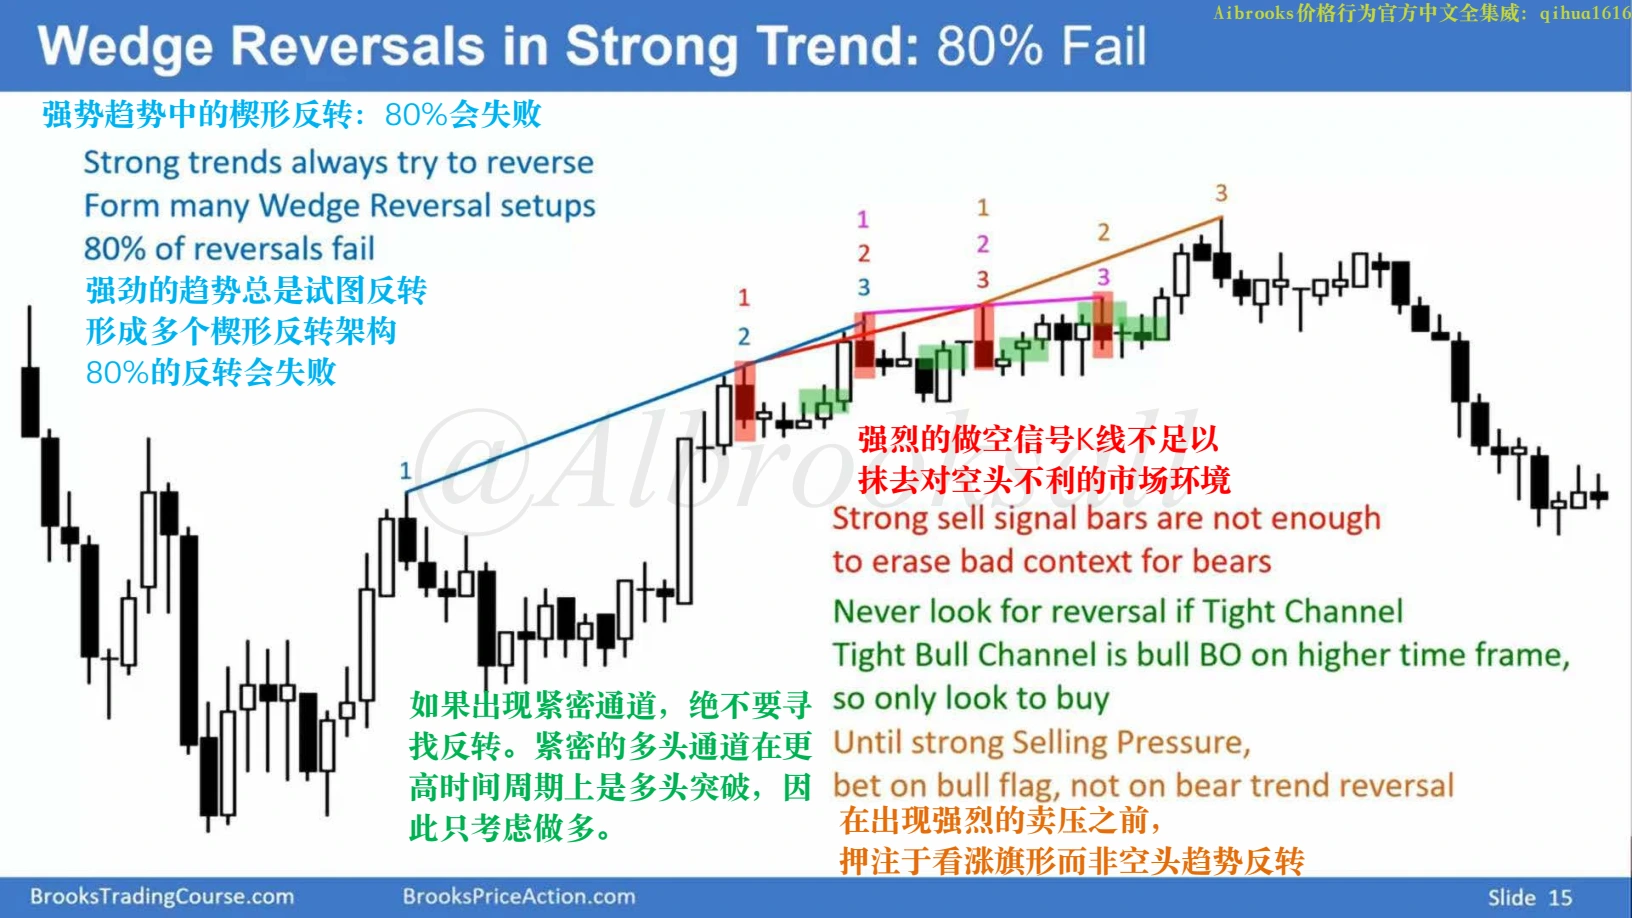 Aibrooks价格行为官方中文全集威：qihua1616
Wedge Reversals in Strong Trend: 80% Fail
强势趋势中的楔形反转：80%会失败
Strong trends always try to reverse
Form many Wedge Reversal setups
80% of reversals fail
强劲的趋势总是试图反转
形成多个楔形反转架构
80%的反转会失败
1
1
2
1
2
3
1
2
3
2
3
3
@Albrooksall
强烈的做空信号K线不足以
抹去对空头不利的市场环境
Strong sell signal bars are not enough
to erase bad context for bears
Never look for reversal if Tight Channel
Tight Bull Channel is bull BO on higher time frame,
so only look to buy
如果出现紧密通道，绝不要寻
找反转。紧密的多头通道在更
高时间周期上是多头突破，因
此只考虑做多。
Until strong Selling Pressure,
bet on bull flag, not on bear trend reversal
在出现强烈的卖压之前，
押注于看涨旗形而非空头趋势反转
BrooksTradingCourse.com
BrooksPriceAction.com
Slide 15